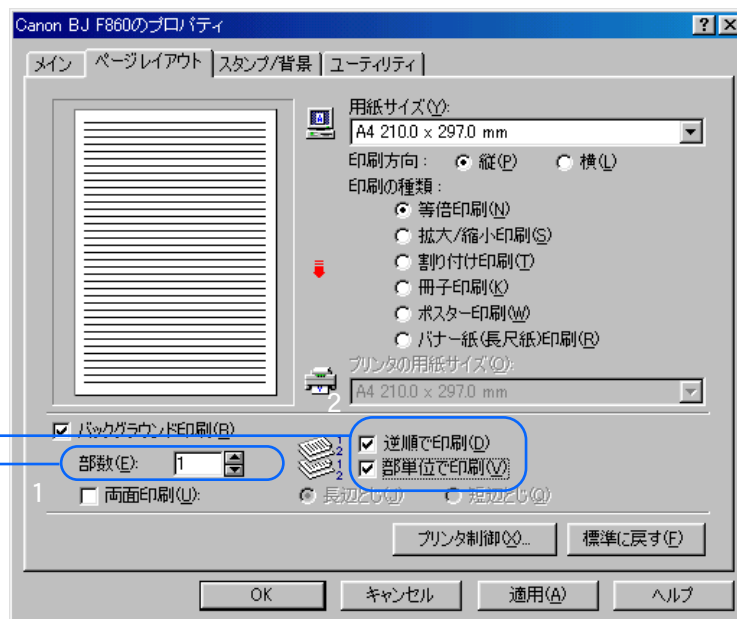 Canon BJ F860のプロパティ
メイン ページレイアウト スタンプ/背景 ユーティリティ
用紙サイズ(Y):
A4 210.0 x 297.0 mm
印刷方向： 縦(P) 横(L)
印刷の種類：
等倍印刷(N)
拡大/縮小印刷(S)
割り付け印刷(T)
冊子印刷(K)
ポスター印刷(W)
バナー紙(長尺紙)印刷(R)
プリンタの用紙サイズ(O):
A4 210.0 x 297.0 mm
2
バックグラウンド印刷(B)
逆順で印刷(D)
部数(E): 1
部単位で印刷(V)
1
両面印刷(U): 長辺とじ(J) 短辺とじ(Q)
プリンタ制御(X)... 標準に戻す(F)
OK キャンセル 適用(A) ヘルプ